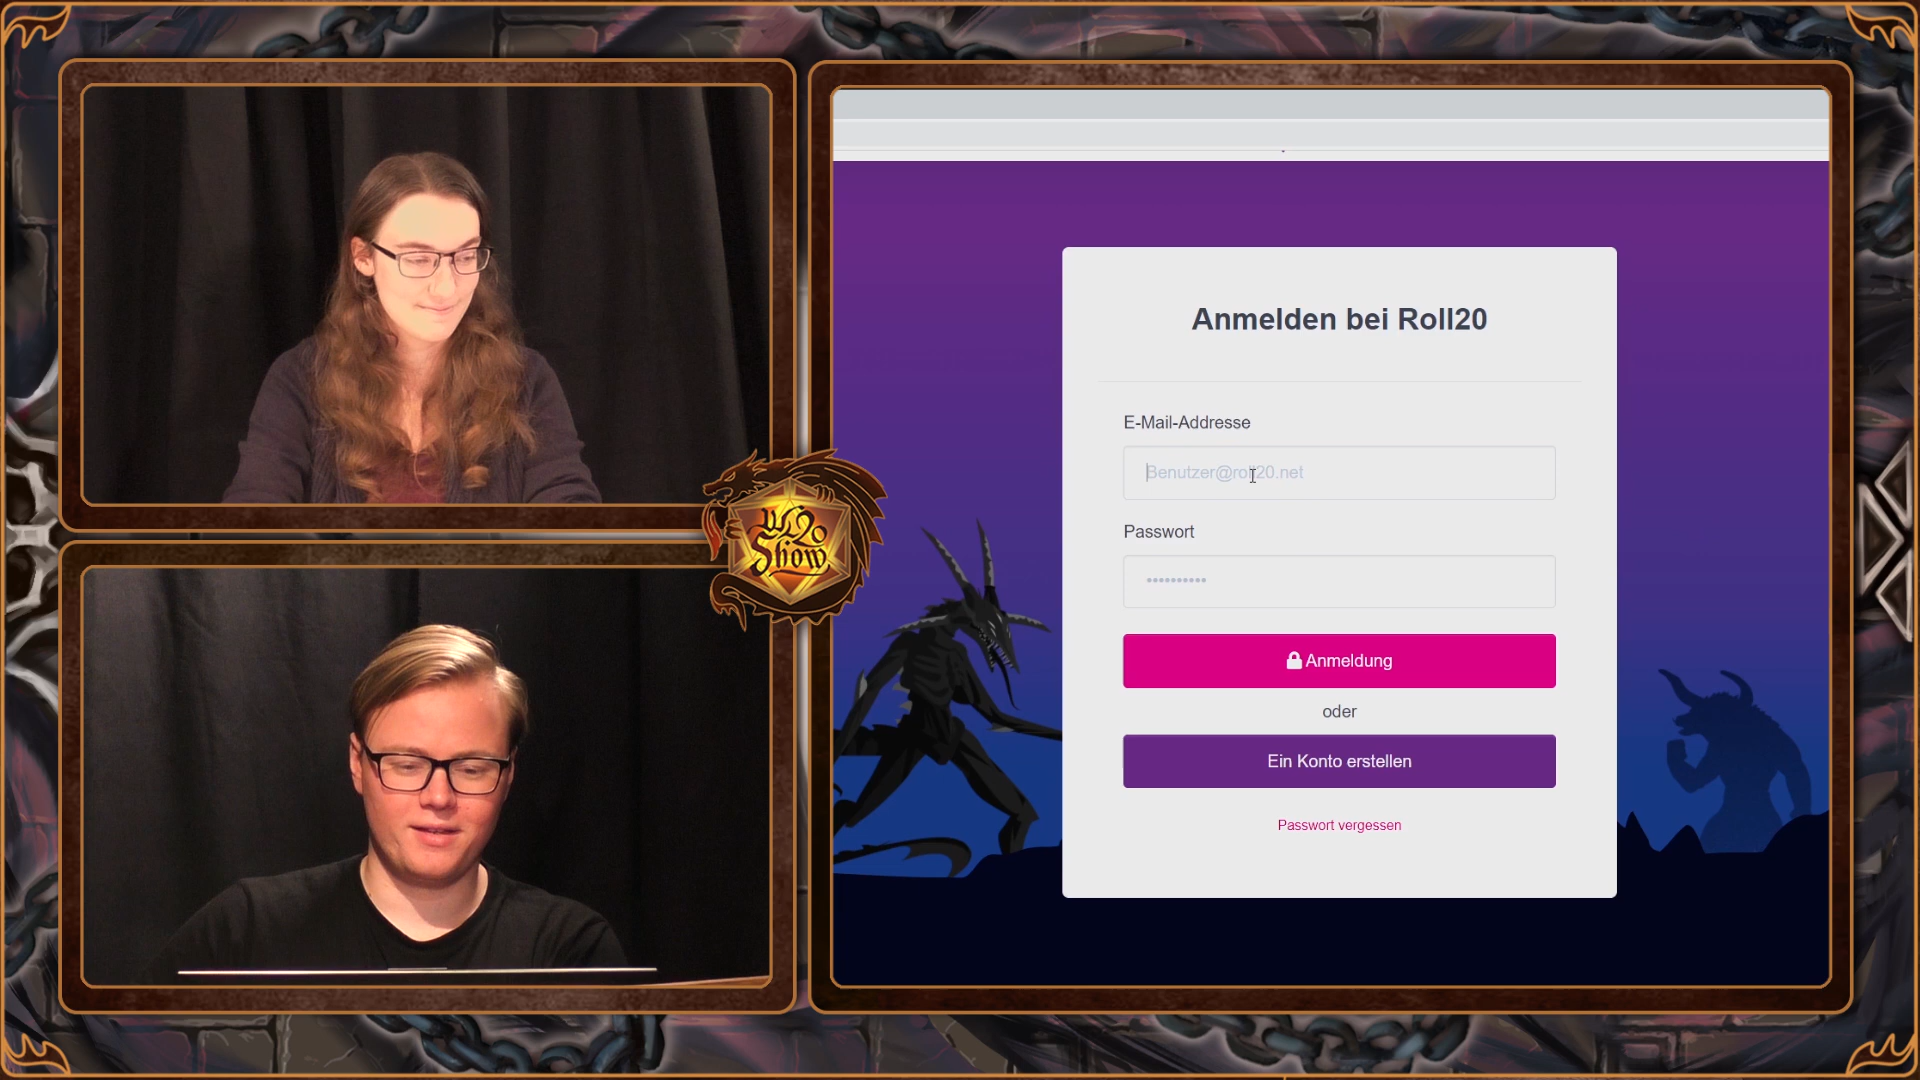 W20
Show
Anmelden bei Roll20
E-Mail-Addresse
Benutzer@roll20.net
Passwort
Anmeldung
oder
Ein Konto erstellen
Passwort vergessen